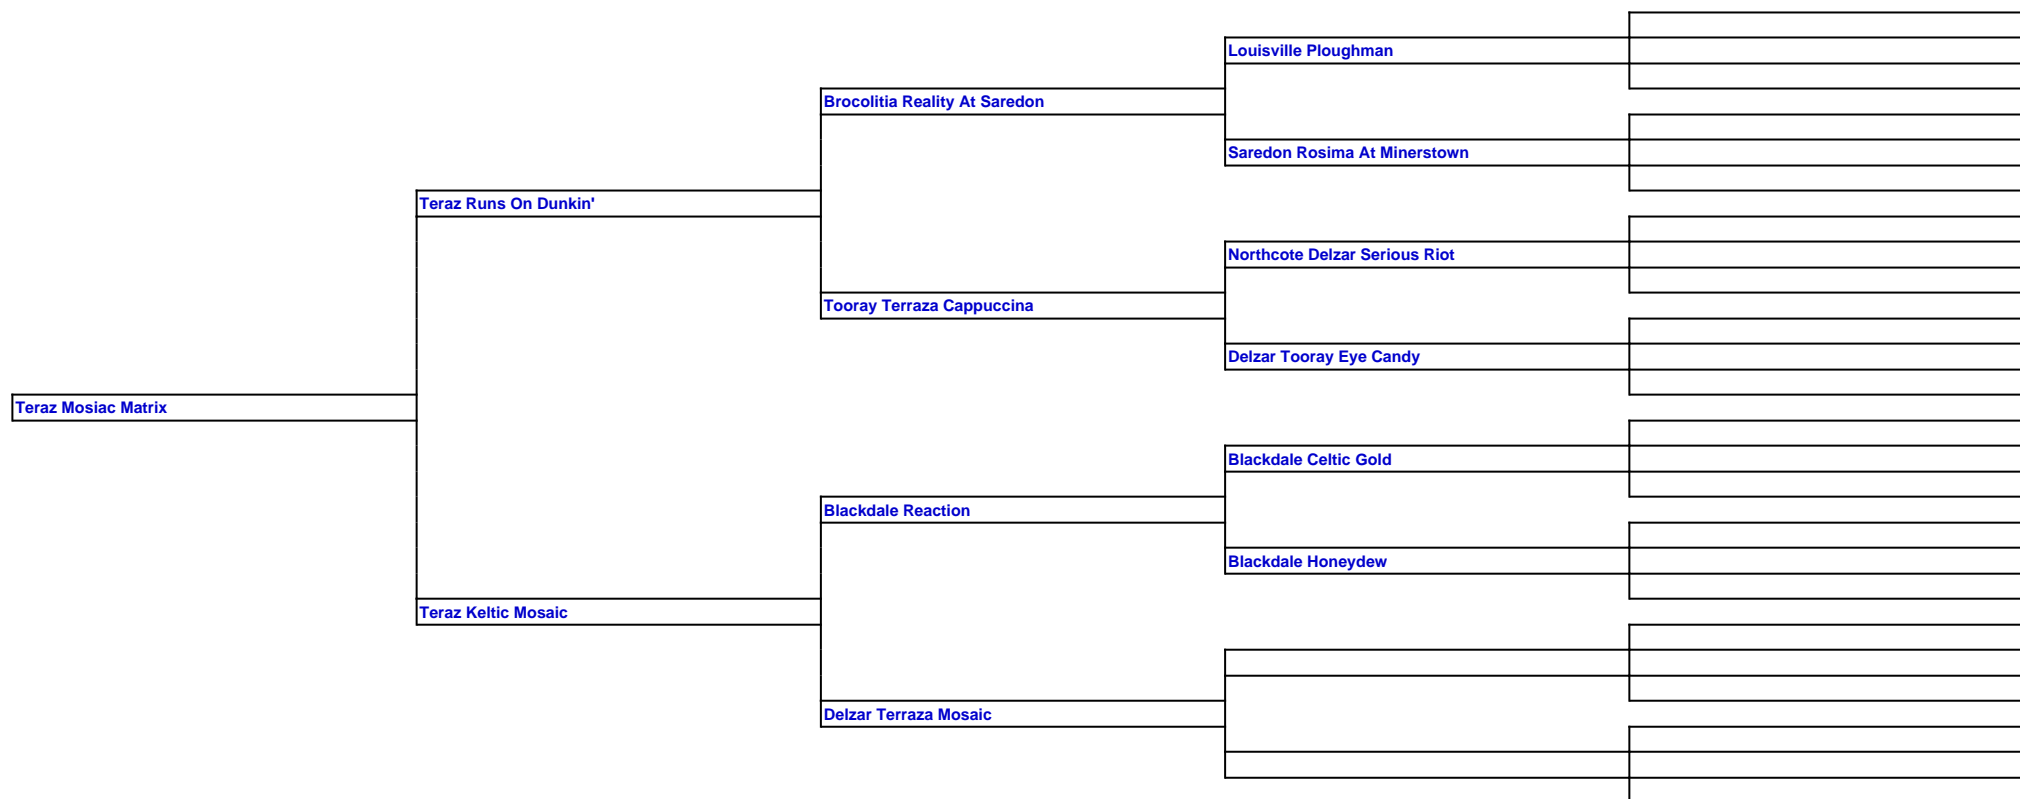 Louisville Ploughman
Brocolitia Reality At Saredon
Saredon Rosima At Minerstown
Teraz Runs On Dunkin'
Northcote Delzar Serious Riot
Tooray Terraza Cappuccina
Delzar Tooray Eye Candy
Teraz Mosiac Matrix
Blackdale Celtic Gold
Blackdale Reaction
Blackdale Honeydew
Teraz Keltic Mosaic
Delzar Terraza Mosaic